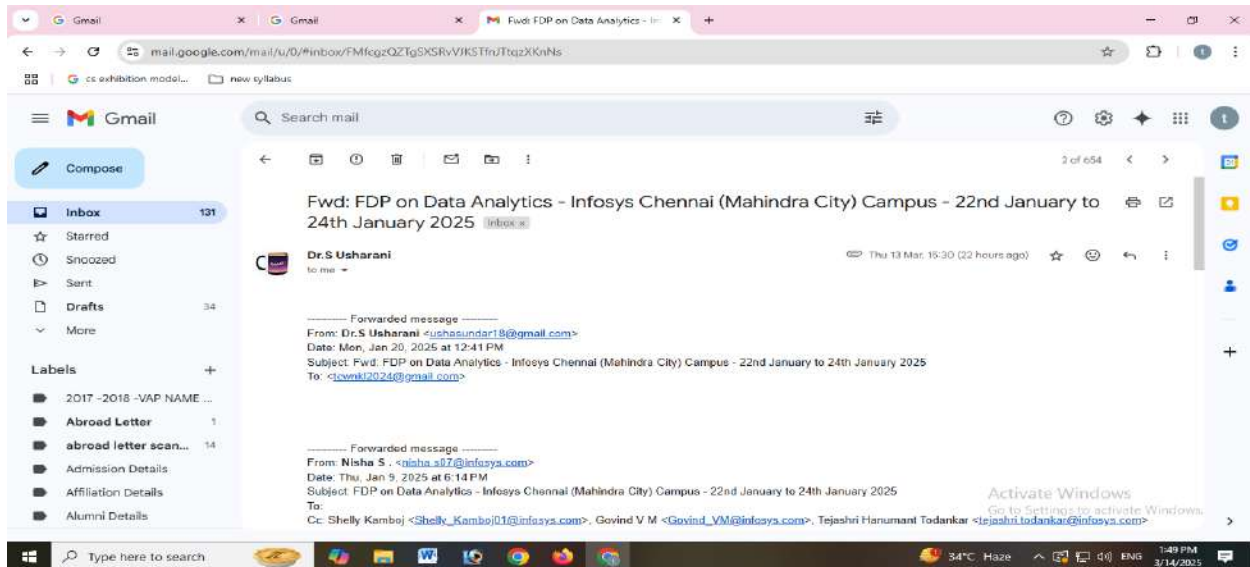 Gmail
Gmail
Fwd: FDP on Data Analytics - In
mail.google.com/mail/u/0/#inbox/FMfcgzQZTgSXSRvVJKSTfnJTtqzXKnNs
cs exhibition model...
new syllabus
Gmail
Search mail
Compose
2 of 654
Fwd: FDP on Data Analytics - Infosys Chennai (Mahindra City) Campus - 22nd January to
24th January 2025 Inbox x
Inbox 131
Starred
Snoozed
Sent
Drafts 34
More
Labels
2017 -2018 -VAP NAME ...
Abroad Letter 1
abroad letter scan... 14
Admission Details
Affiliation Details
Alumni Details
Dr.S Usharani
Thu 13 Mar, 15:30 (22 hours ago)
to me
---------- Forwarded message ---------
From: Dr.S Usharani <ushasundar18@gmail.com>
Date: Mon, Jan 20, 2025 at 12:41 PM
Subject: Fwd: FDP on Data Analytics - Infosys Chennai (Mahindra City) Campus - 22nd January to 24th January 2025
To: <tcwnkl2024@gmail.com>
---------- Forwarded message ---------
From: Nisha S . <nisha.s07@infosys.com>
Date: Thu, Jan 9, 2025 at 6:14 PM
Subject: FDP on Data Analytics - Infosys Chennai (Mahindra City) Campus - 22nd January to 24th January 2025
To:
Cc: Shelly Kamboj <Shelly_Kamboj01@infosys.com>, Govind V M <Govind_VM@infosys.com>, Tejashri Hanumant Todankar <tejashri.todankar@infosys.com>
Activate Windows
Go to Settings to activate Windows.
Type here to search
34°C Haze
ENG
1:49 PM
3/14/2025